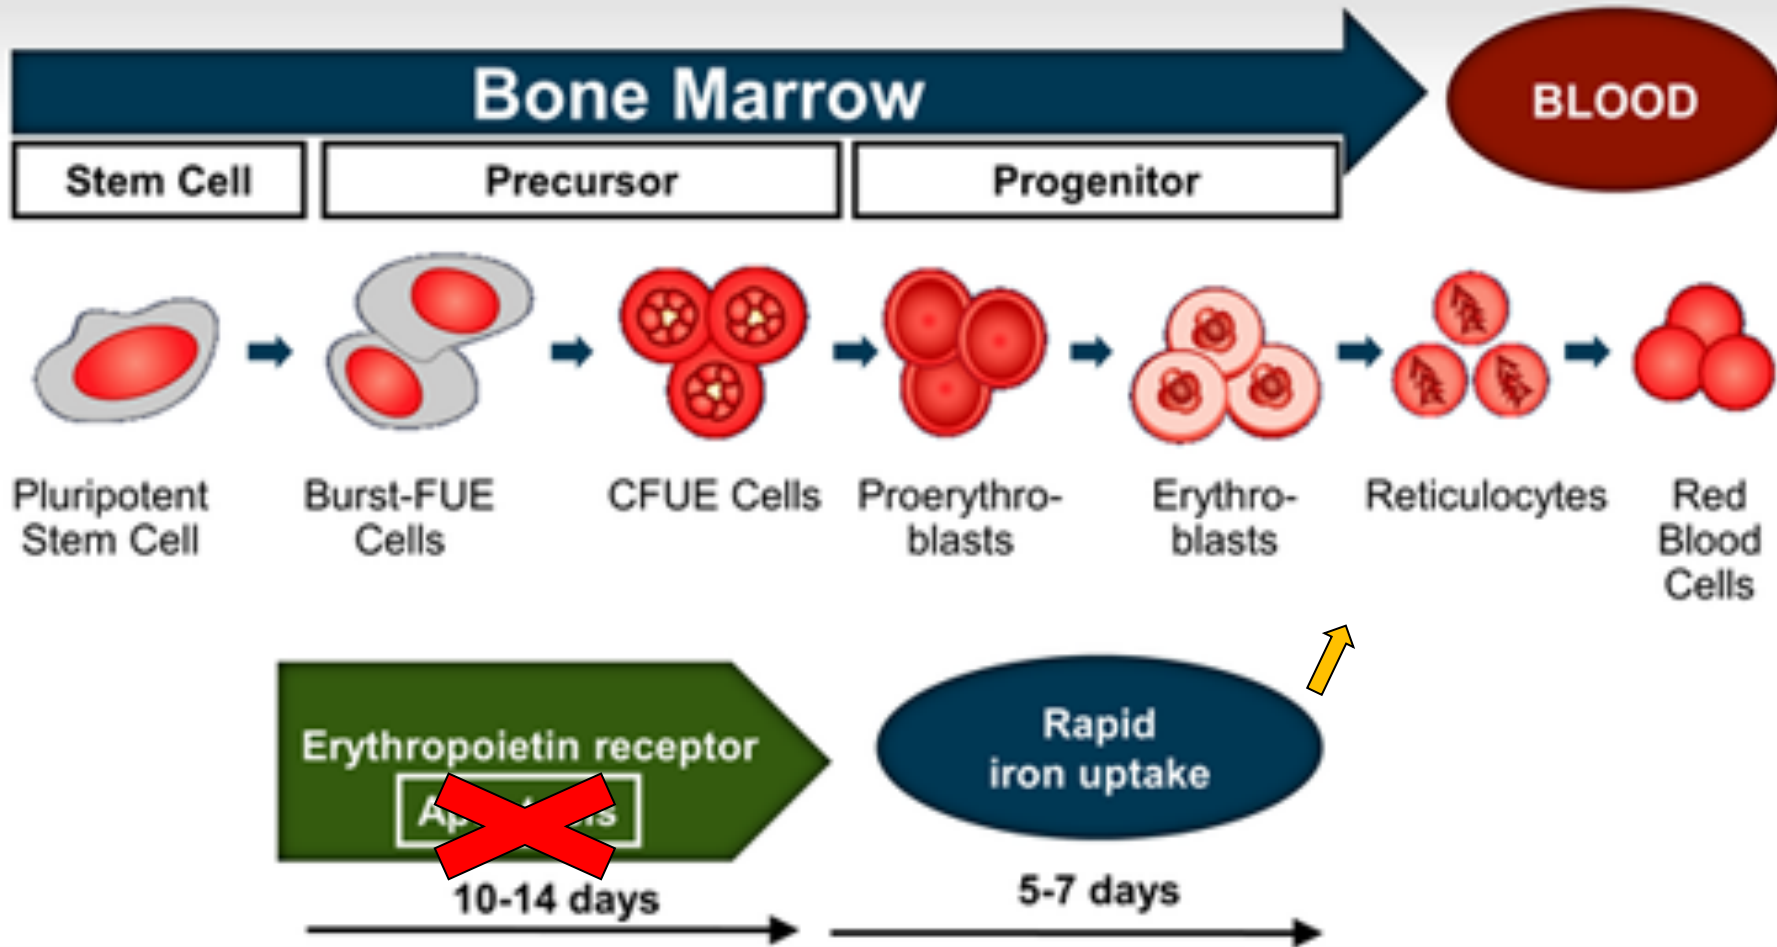 Bone Marrow
BLOOD
Stem Cell
Precursor
Progenitor
Pluripotent
Stem Cell
Burst-FUE
Cells
CFUE Cells
Proerythro-
blasts
Erythro-
blasts
Reticulocytes
Red
Blood
Cells
Erythropoietin receptor
Rapid
iron uptake
10-14 days
5-7 days